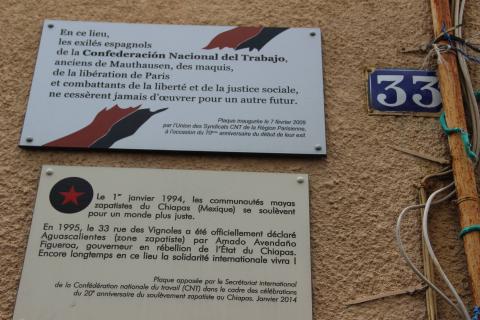 En ce lieu,
les exilés espagnols
de la Confederación Nacional del Trabajo,
anciens de Mauthausen, des maquis,
de la libération de Paris
et combattants de la liberté et de la justice sociale,
ne cessèrent jamais d'œuvrer pour un autre futur.
Plaque inaugurée le 7 février 2009
par l'Union des Syndicats CNT de la Région Parisienne,
à l'occasion du 70ème anniversaire du début de leur exil.
33
Le 1er janvier 1994, les communautés mayas
zapatistes du Chiapas (Mexique) se soulèvent
pour un monde plus juste.
En 1995, le 33 rue des Vignoles a été officiellement déclaré
Aguascalientes (zone zapatiste) par Amado Avendaño
Figueroa, gouverneur en rébellion de l'État du Chiapas.
Encore longtemps en ce lieu la solidarité internationale vivra !
Plaque apposée par le Secrétariat international
de la Confédération nationale du travail (CNT) dans le cadre des célébrations
du 20e anniversaire du soulèvement zapatiste au Chiapas. Janvier 2014